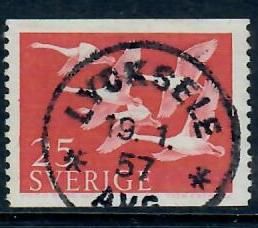 LYCKSELE
19.1.
57
AVG
25
SVERIGE